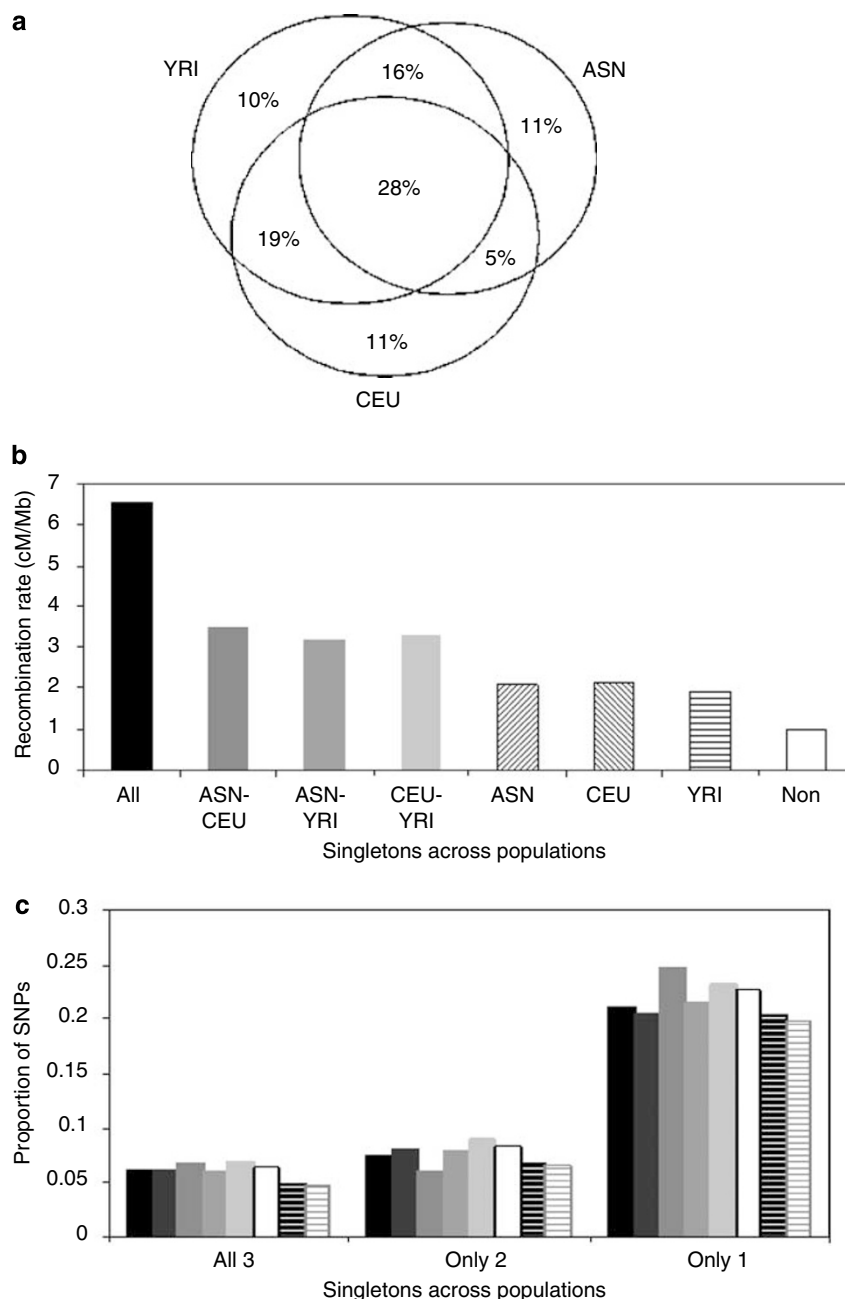 a
YRI
ASN
10%
16%
11%
28%
19%
5%
11%
CEU
b
Recombination rate (cM/Mb)
7
6
5
4
3
2
1
0
All
ASN-
CEU
ASN-
YRI
CEU-
YRI
ASN
CEU
YRI
Non
Singletons across populations
c
Proportion of SNPs
0.3
0.25
0.2
0.15
0.1
0.05
0
All 3
Only 2
Only 1
Singletons across populations